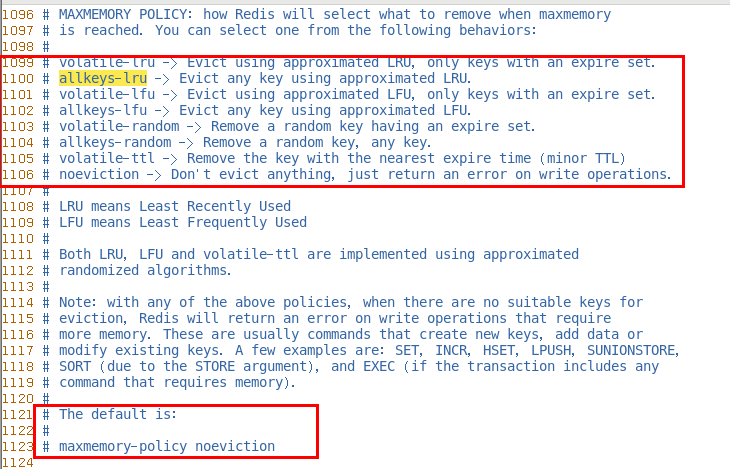 1096 # MAXMEMORY POLICY: how Redis will select what to remove when maxmemory
1097 # is reached. You can select one from the following behaviors:
1098 #
1099 # volatile-lru -> Evict using approximated LRU, only keys with an expire set.
1100 # allkeys-lru -> Evict any key using approximated LRU.
1101 # volatile-lfu -> Evict using approximated LFU, only keys with an expire set.
1102 # allkeys-lfu -> Evict any key using approximated LFU.
1103 # volatile-random -> Remove a random key having an expire set.
1104 # allkeys-random -> Remove a random key, any key.
1105 # volatile-ttl -> Remove the key with the nearest expire time (minor TTL)
1106 # noeviction -> Don't evict anything, just return an error on write operations.
1107 #
1108 # LRU means Least Recently Used
1109 # LFU means Least Frequently Used
1110 #
1111 # Both LRU, LFU and volatile-ttl are implemented using approximated
1112 # randomized algorithms.
1113 #
1114 # Note: with any of the above policies, when there are no suitable keys for
1115 # eviction, Redis will return an error on write operations that require
1116 # more memory. These are usually commands that create new keys, add data or
1117 # modify existing keys. A few examples are: SET, INCR, HSET, LPUSH, SUNIONSTORE,
1118 # SORT (due to the STORE argument), and EXEC (if the transaction includes any
1119 # command that requires memory).
1120 #
1121 # The default is:
1122 #
1123 # maxmemory-policy noeviction
1124